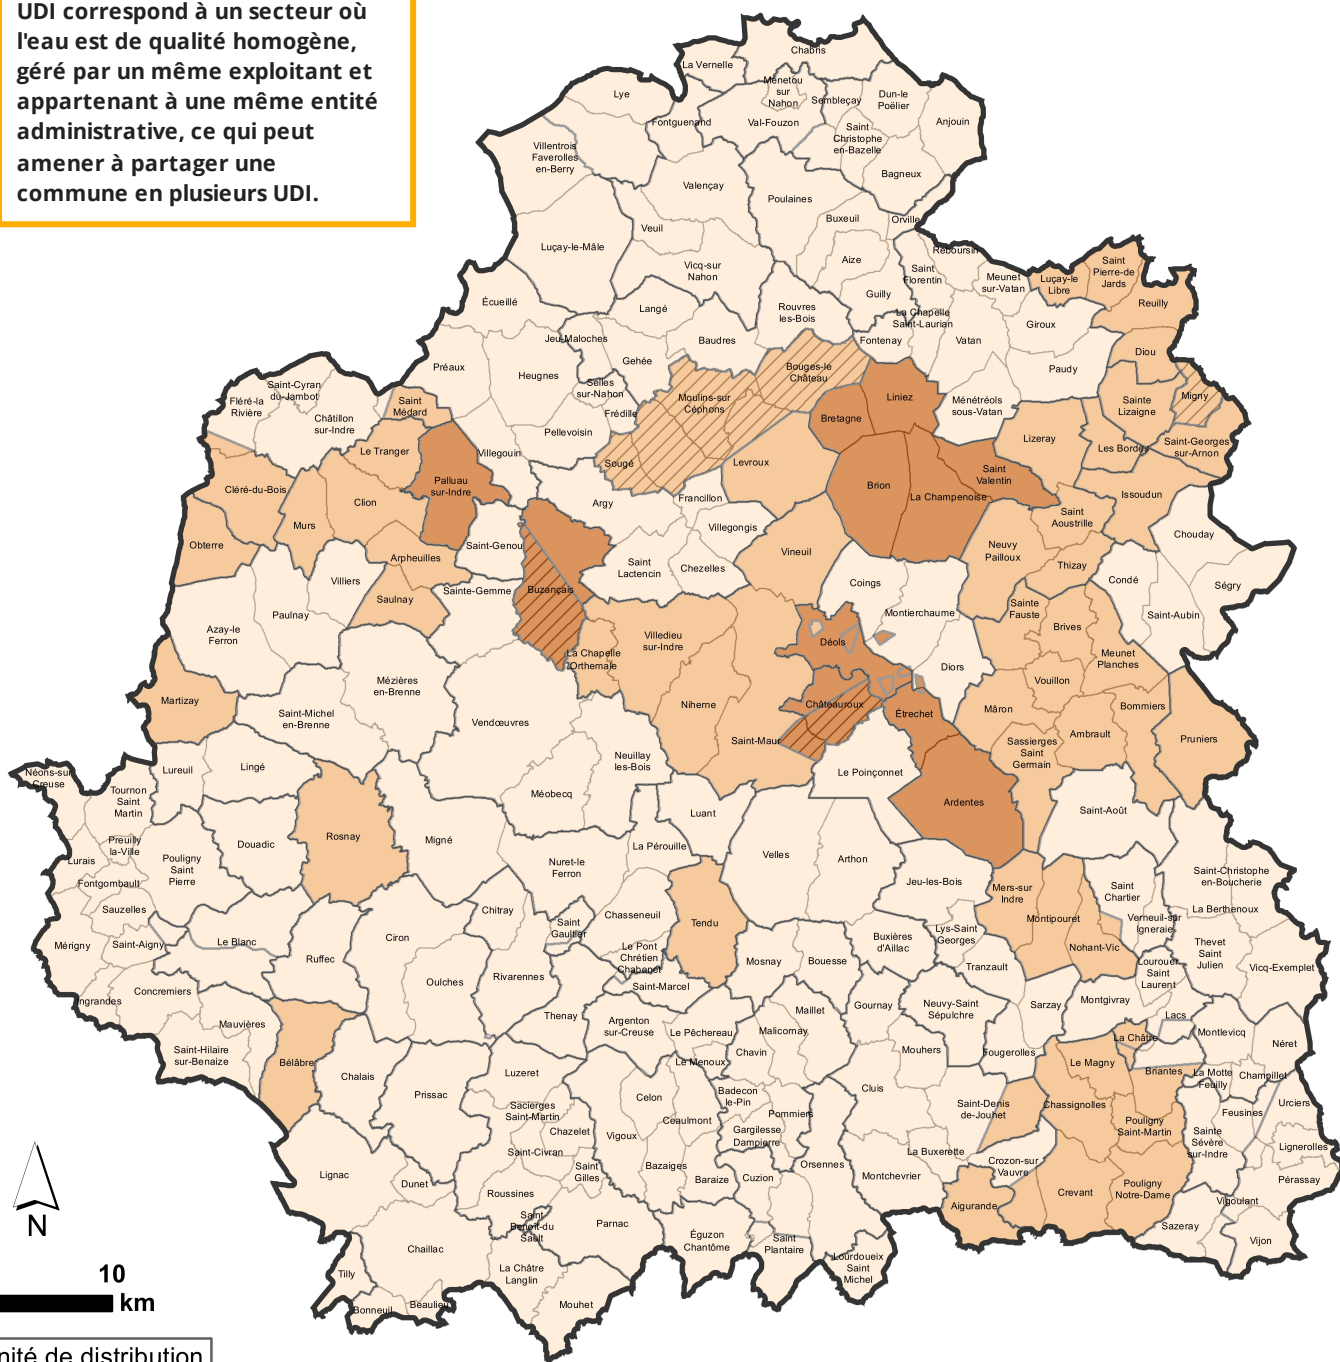 UDI correspond à un secteur où
l'eau est de qualité homogène,
géré par un même exploitant et
appartenant à une même entité
administrative, ce qui peut
amener à partager une
commune en plusieurs UDI.
Chabris
La Vernelle
Menetou
sur
Nahon
Sembleçay
Dun-le
Poëlier
Lye
Fontguenand
Val-Fouzon
Anjouin
Saint
Christophe
en-Bazelle
Villentrois
Faverolles
en-Berry
Bagneux
Valençay
Poulaines
Veuil
Buxeuil
Orville
Luçay-le-Mâle
Reboursin
Aize
Vicq-sur
Nahon
Saint
Florentin
Meunet
sur-Vatan
Luçay-le
Libre
Saint
Pierre-de
Jards
Reuilly
Écueillé
Guilly
Langé
Rouvres
les-Bois
La Chapelle
Saint-Laurian
Giroux
Jeu-Maloches
Baudres
Fontenay
Vatan
Diou
Gehée
Préaux
Heugnes
Bouges-le
Château
Paudy
Selles
sur-Nahon
Saint-Cyran
du-Jambot
Fléré-la
Rivière
Saint
Médard
Moulins-sur
Céphons
Liniez
Migny
Frédille
Bretagne
Ménétréols
sous-Vatan
Sainte
Lizaigne
Châtillon
sur-Indre
Pellevoisin
Lizeray
Les Bordes
Saint-Georges
sur-Arnon
Le Tranger
Villegouin
Sougé
Levroux
Palluau
sur-Indre
Saint
Valentin
Cléré-du-Bois
Clion
Brion
La Champenoise
Issoudun
Argy
Francillon
Murs
Villegongis
Saint
Aoustrille
Chouday
Obterre
Saint-Genou
Neuvy
Pailloux
Vineuil
Arpheuilles
Saint
Lactencin
Chezelles
Thizay
Condé
Villiers
Coings
Ségry
Sainte-Gemme
Buzançais
Saulnay
Paulnay
Montierchaume
Sainte
Fauste
Saint-Aubin
Azay-le
Ferron
Brives
Villedieu
sur-Indre
Déols
La Chapelle
Orthemale
Meunet
Planches
Diors
Mézières
en-Brenne
Vouillon
Martizay
Niherne
Châteauroux
Étrechet
Mâron
Bommiers
Saint-Michel
en-Brenne
Vendœuvres
Ambrault
Saint-Maur
Sassierges
Saint
Germain
Pruniers
Neuillay
les-Bois
Néons-sur
Creuse
Lureuil
Lingé
Le Poinçonnet
Tournon
Saint
Martin
Méobecq
Ardentes
Luant
Saint-Août
Rosnay
Migné
Preuilly
la-Ville
Douadic
La Pérouille
Velles
Arthon
Lurais
Pouligny
Saint
Pierre
Nuret-le
Ferron
Saint-Christophe
en-Boucherie
Fontgombault
Jeu-les-Bois
Mers-sur
Indre
Saint
Chartier
Sauzelles
Chitray
Chasseneuil
La Berthenoux
Saint
Gaultier
Tendu
Montipouret
Verneuil-sur
Igneraie
Mérigny
Saint-Aigny
Le Blanc
Ciron
Buxières
d'Aillac
Lys-Saint
Georges
Nohant-Vic
Thevet
Saint
Julien
Ruffec
Le Pont
Chrétien
Chabenet
Mosnay
Bouesse
Tranzault
Lourouer
Saint
Laurent
Vicq-Exemplet
Rivarennes
Oulches
Saint-Marcel
Ingrandes
Concremiers
Montgivray
Gournay
Neuvy-Saint
Sépulchre
Sarzay
Maillet
Thenay
Lacs
Mauvières
Argenton
sur-Creuse
Le Pêchereau
Malicornay
Montlevicq
La Châtre
Néret
Saint-Hilaire
sur-Benaize
Chavin
Mouhers
Fougerolles
Bélâbre
Le Menoux
Le Magny
Briantes
La Motte
Feuilly
Champillet
Chalais
Luzeret
Cluis
Prissac
Celon
Badecon
le-Pin
Sacierges
Saint-Martin
Saint-Denis
de-Jouhet
Chassignolles
Urciers
Feusines
Pommiers
Ceaulmont
Pouligny
Saint-Martin
Chazelet
Vigoux
Gargilesse
Dampierre
Sainte
Sévère
sur-Indre
Lignerolles
Saint-Civran
La Buxerette
Lignac
Saint
Gilles
Bazaiges
Orsennes
Crozon-sur
Vauvre
Dunet
Baraize
Cuzion
Montchevrier
Pérassay
Roussines
Crevant
Pouligny
Notre-Dame
Aigurande
Vigoulant
Saint
Benoît-du
Sault
Parnac
Sazeray
Éguzon
Chantôme
Saint
Plantaire
Vijon
Chaillac
Lourdoueix
Saint
Michel
Tilly
La Châtre
Langlin
Bonneuil
Beaulieu
Mouhet
N
10
km
nité de distribution